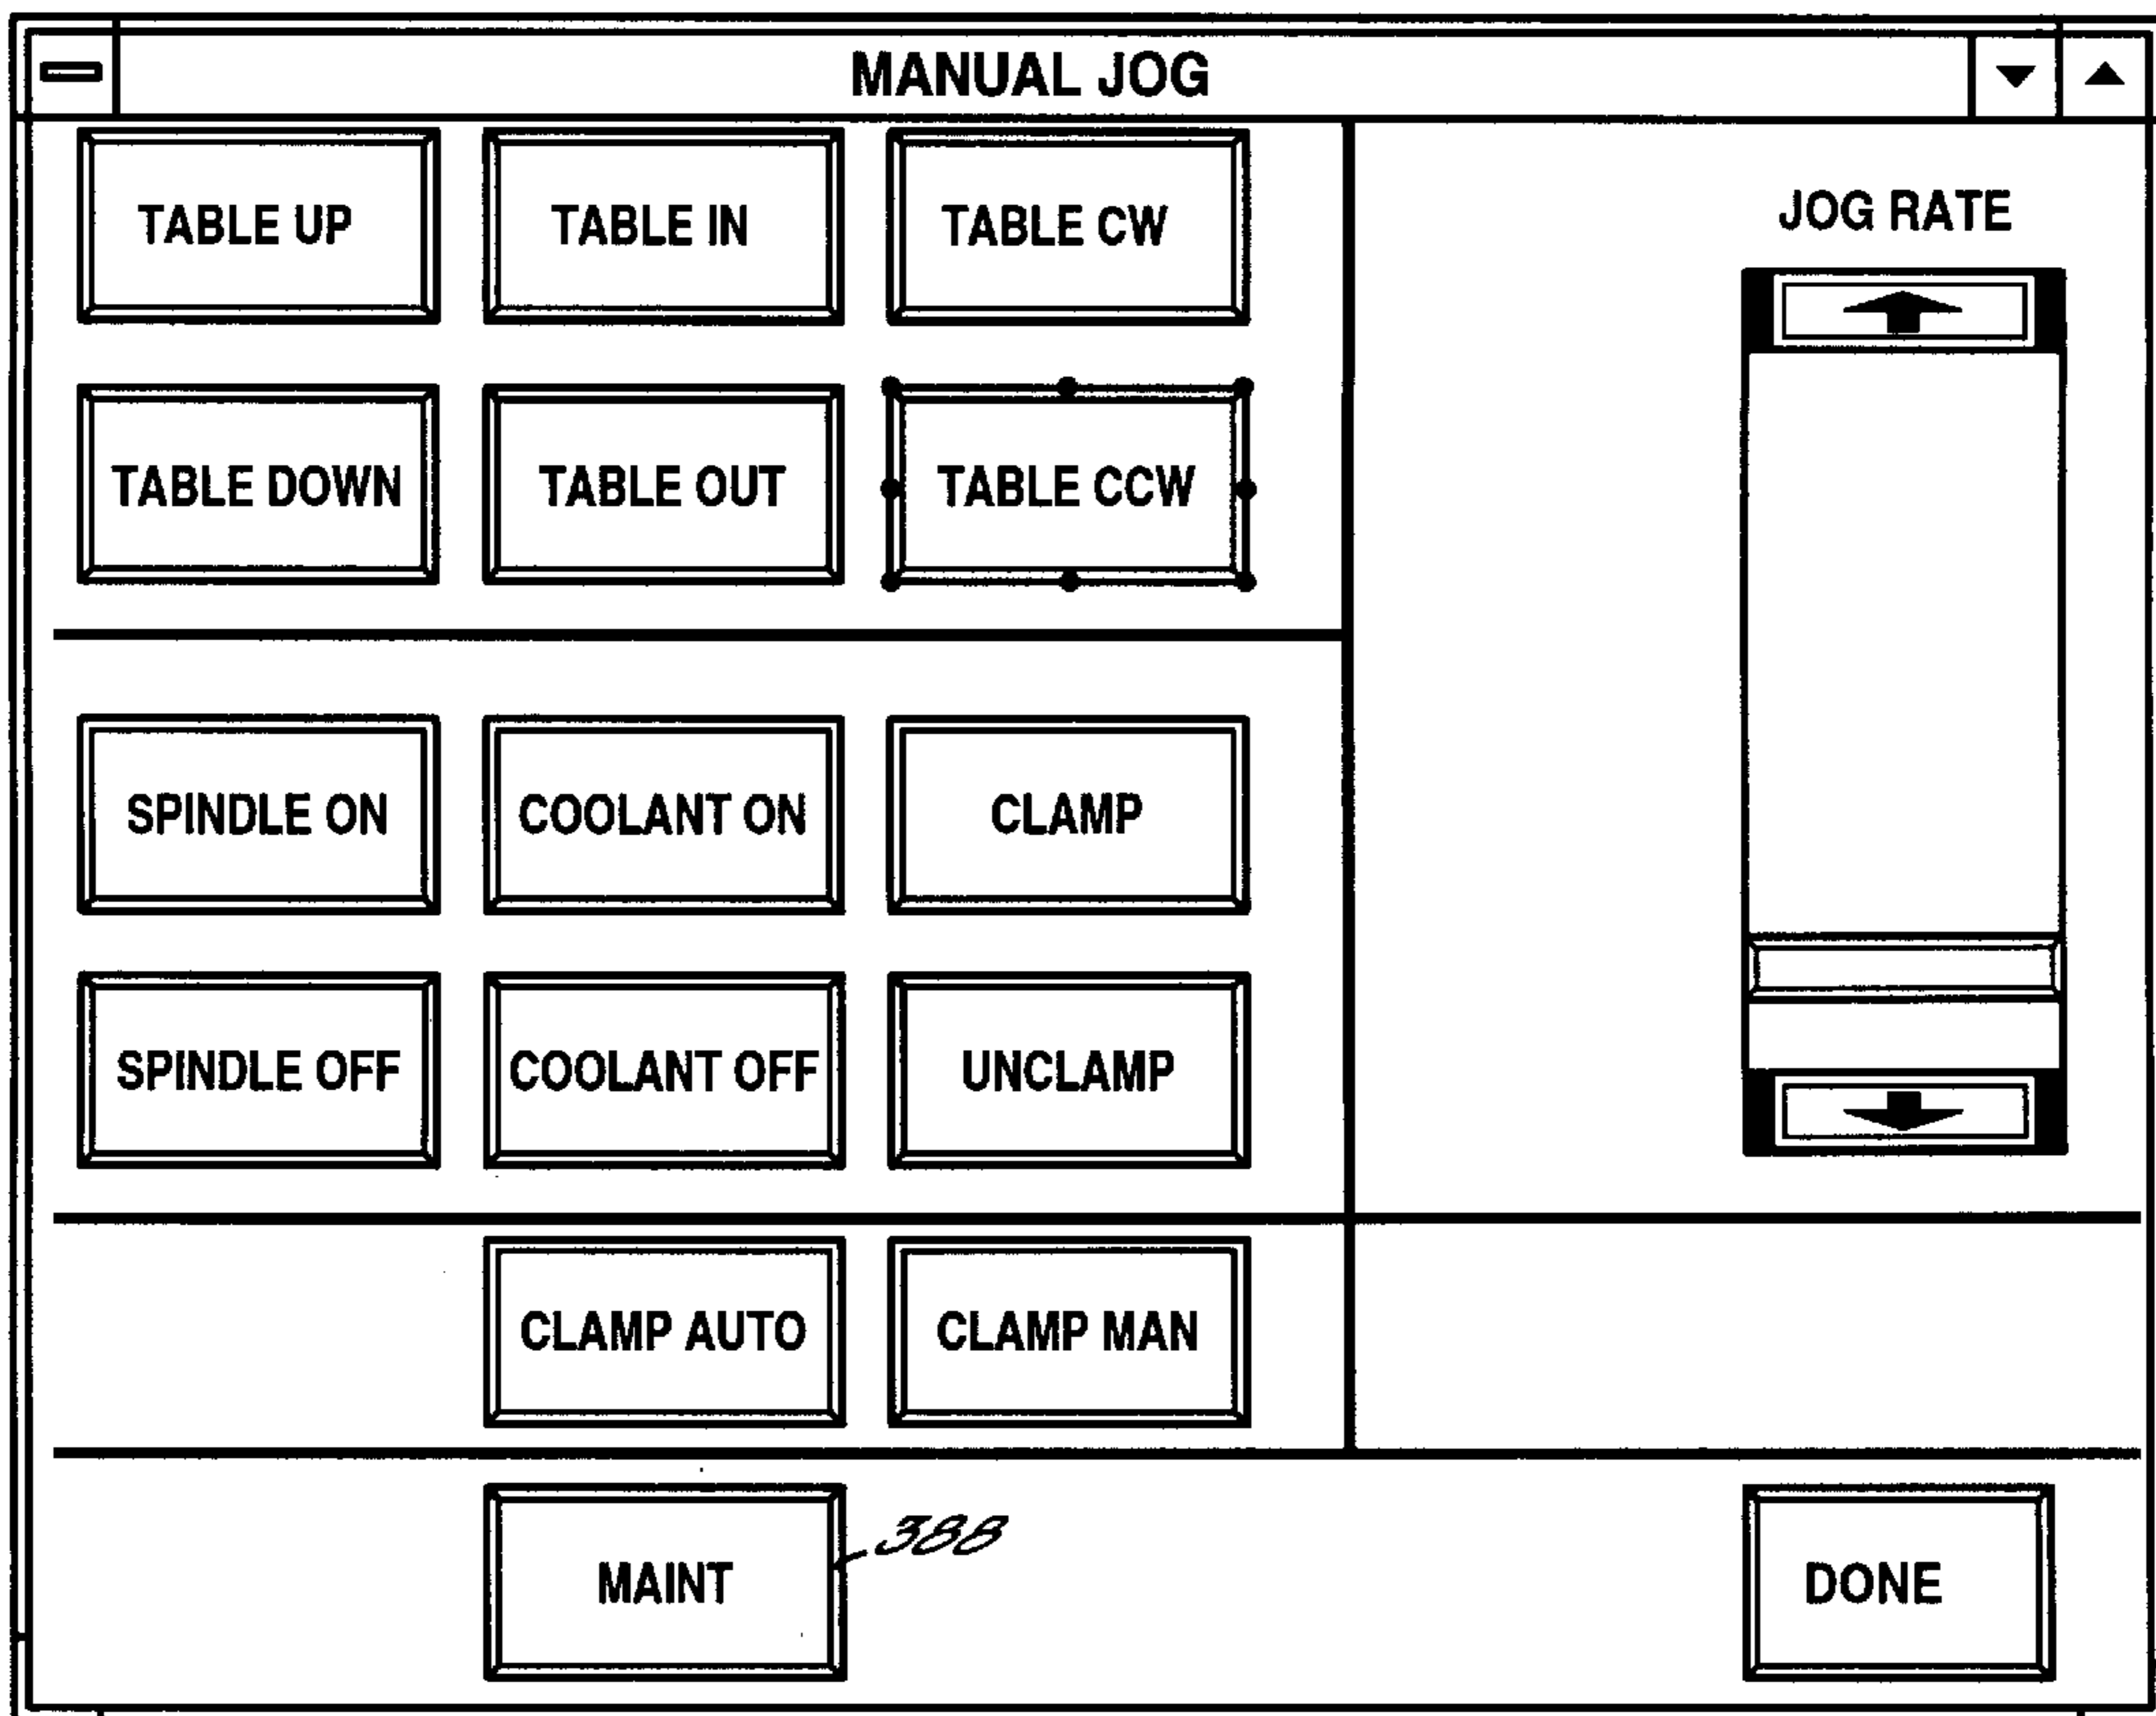 MANUAL JOG
TABLE UP
TABLE IN
TABLE CW
JOG RATE
TABLE DOWN
TABLE OUT
TABLE CCW
SPINDLE ON
COOLANT ON
CLAMP
SPINDLE OFF
COOLANT OFF
UNCLAMP
CLAMP AUTO
CLAMP MAN
MAINT
388
DONE